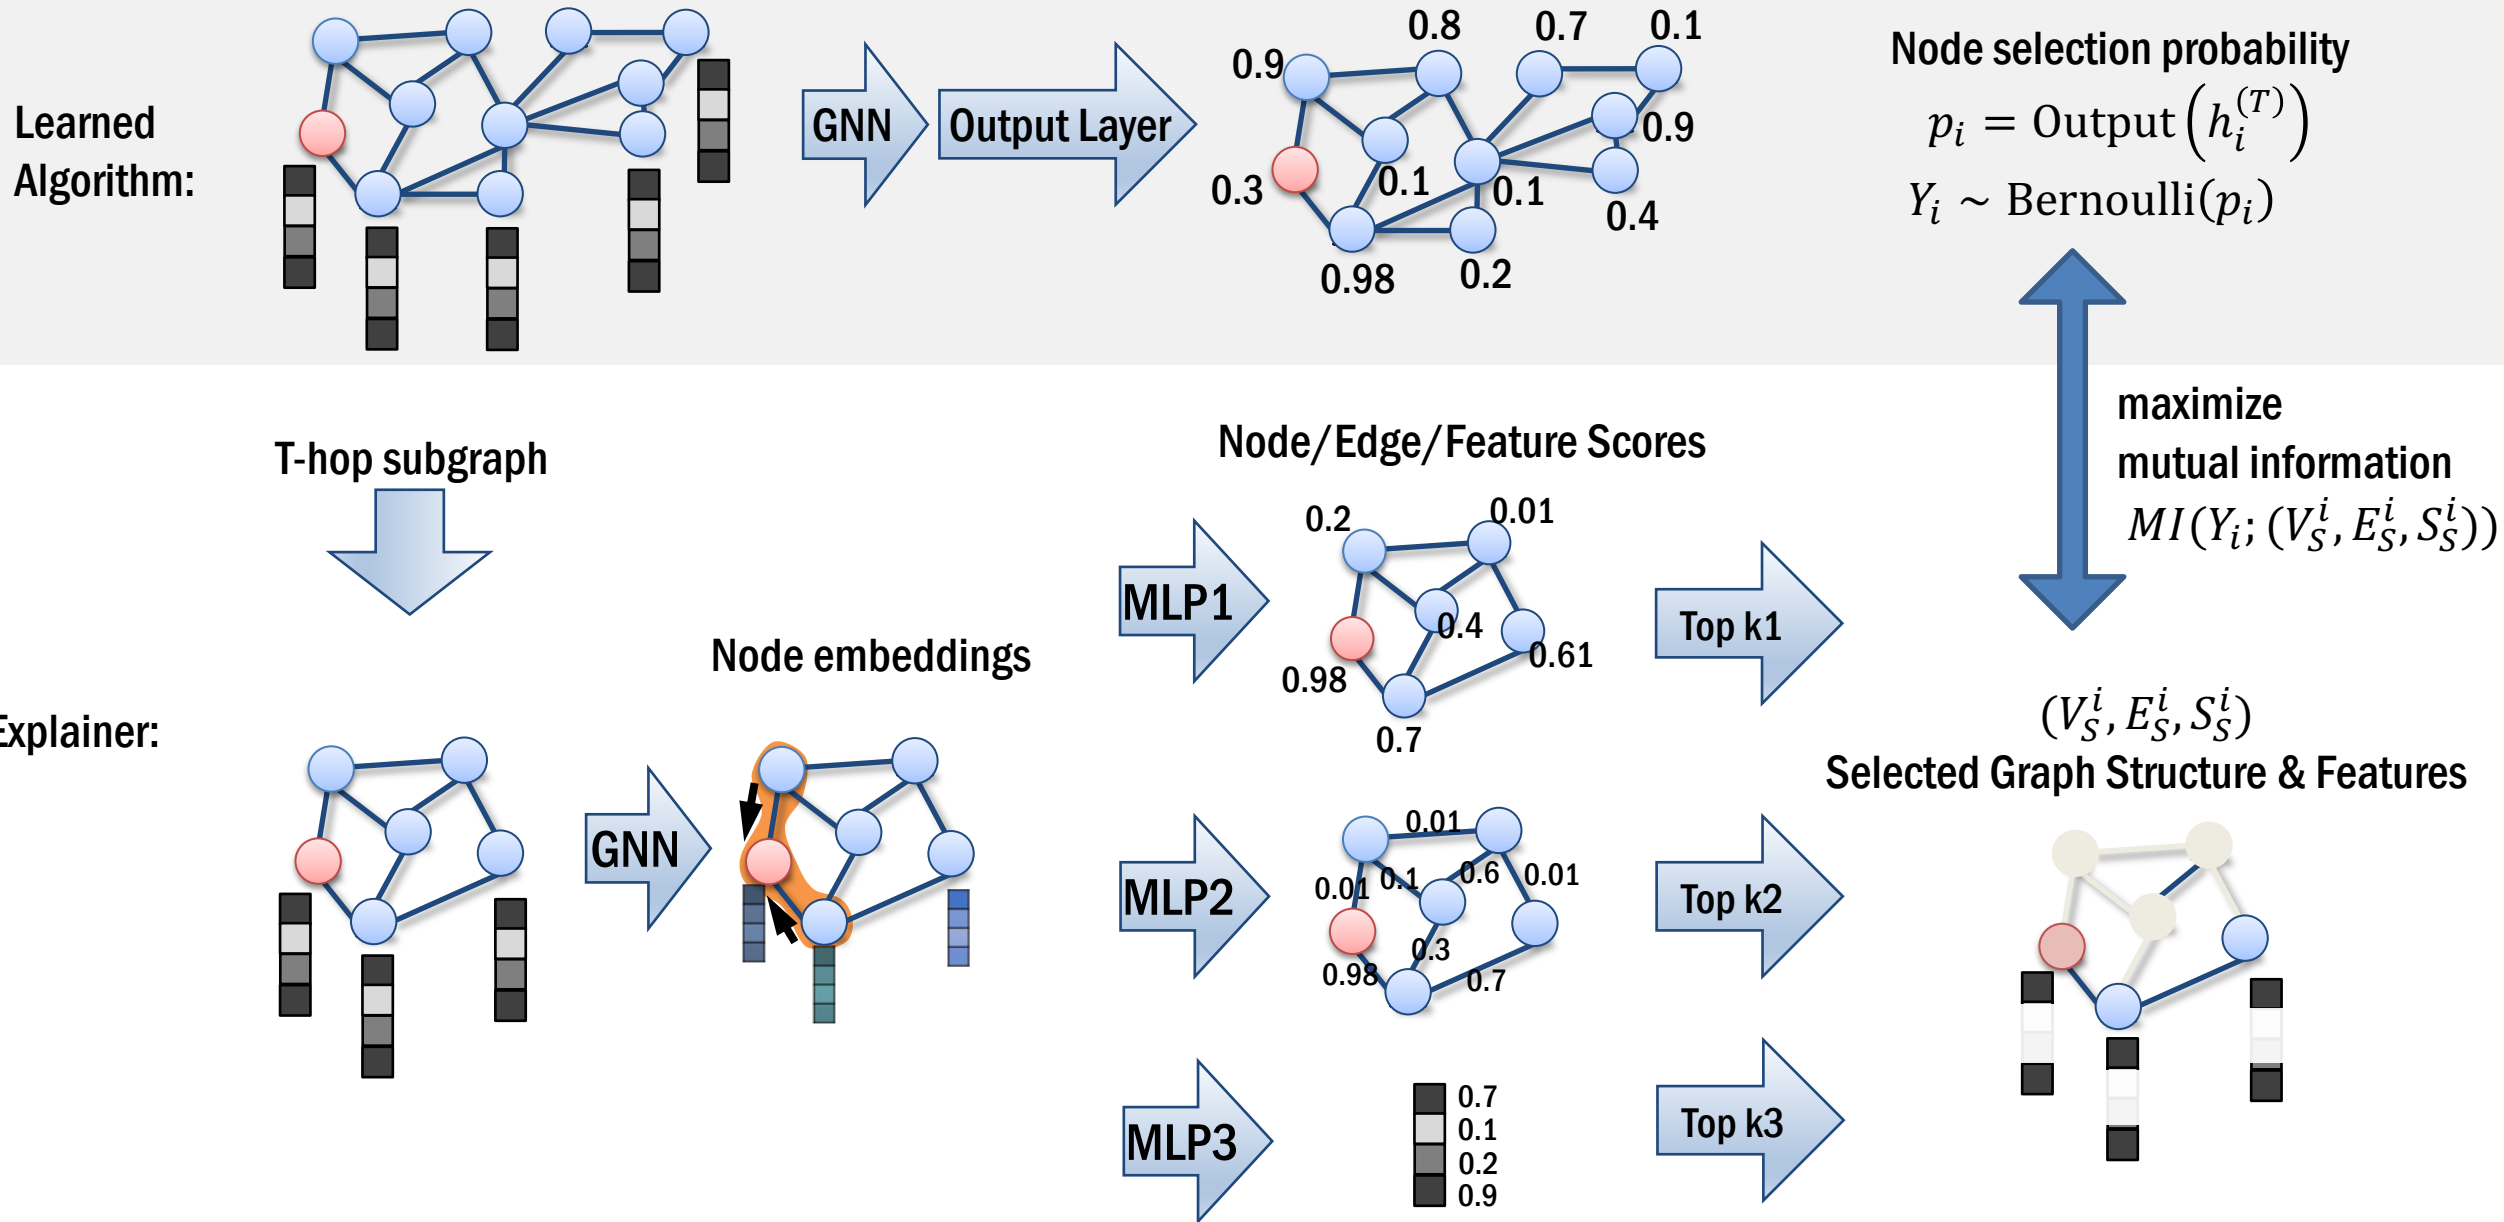 Learned
Algorithm:
GNN
Output Layer
0.9
0.8
0.7
0.1
0.9
0.3
0.1
0.1
0.4
0.98
0.2
Node selection probability
p_i = Output(h_i^{(T)})
Y_i ~ Bernoulli(p_i)
maximize
mutual information
MI(Y_i; (V_S^i, E_S^i, S_S^i))
T-hop subgraph
Explainer:
GNN
Node embeddings
Node/Edge/Feature Scores
MLP1
0.2
0.01
0.4
0.61
0.98
0.7
Top k1
MLP2
0.01
0.01
0.1
0.6
0.01
0.3
0.98
0.7
Top k2
MLP3
0.7
0.1
0.2
0.9
Top k3
(V_S^i, E_S^i, S_S^i)
Selected Graph Structure & Features